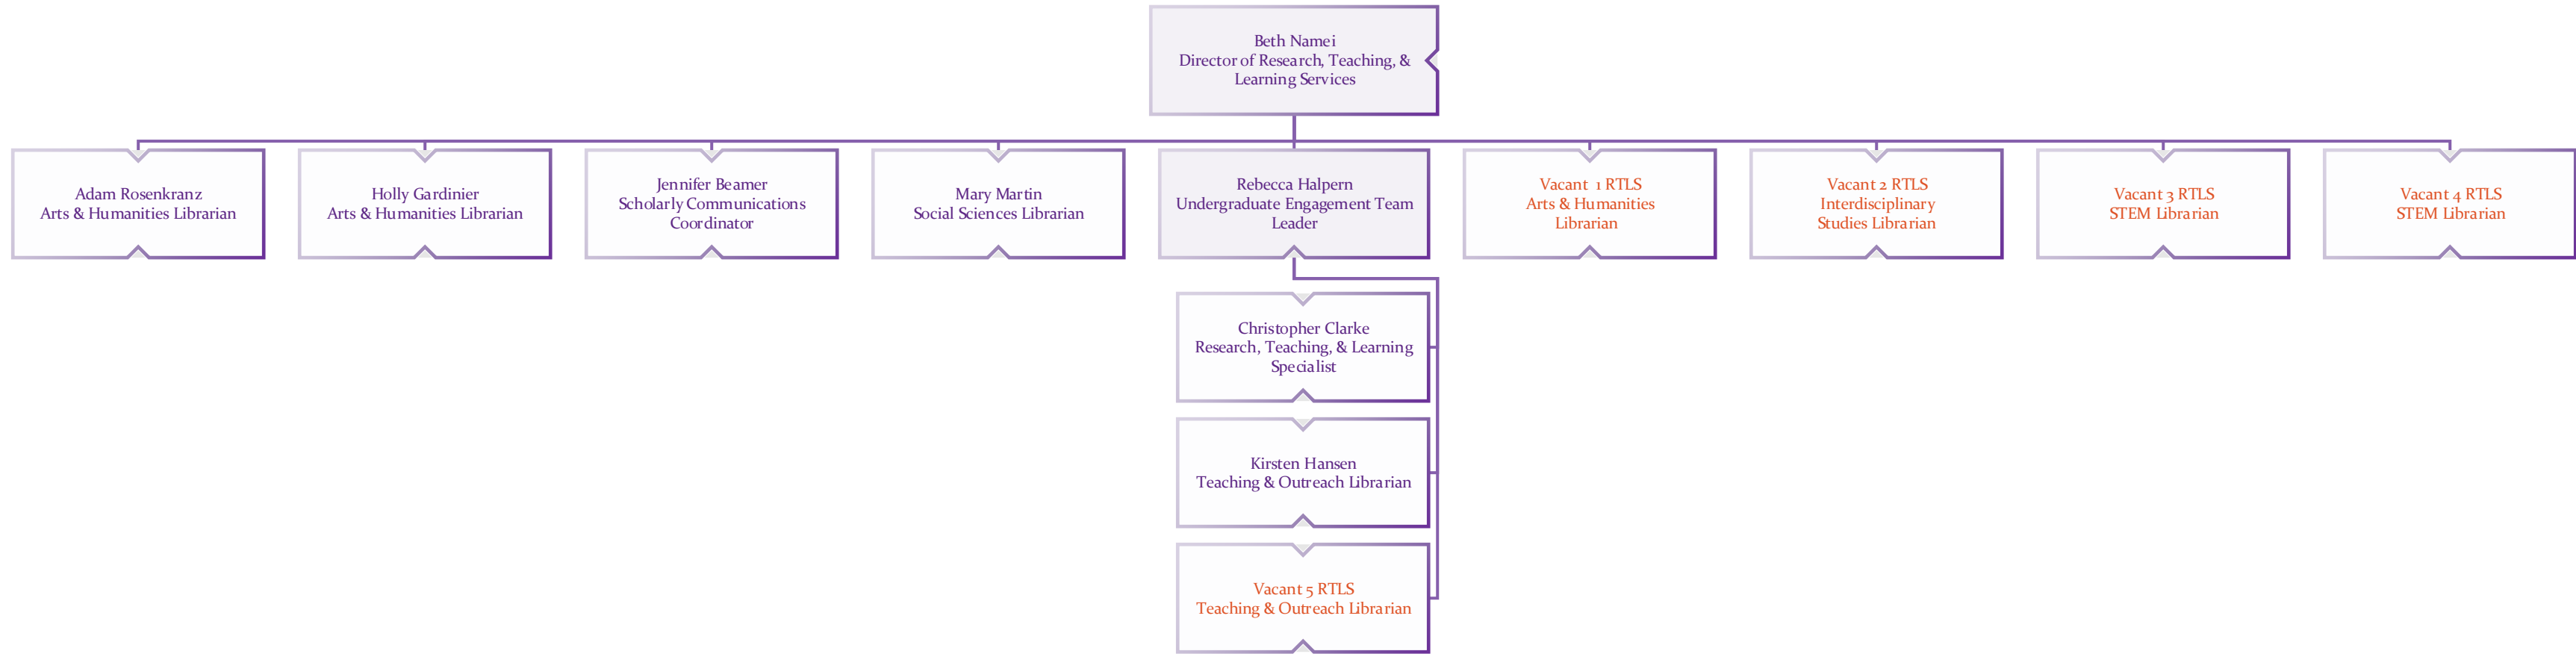 Beth Namei
Director of Research, Teaching, &
Learning Services
Adam Rosenkranz
Arts & Humanities Librarian
Holly Gardinier
Arts & Humanities Librarian
Jennifer Beamer
Scholarly Communications
Coordinator
Mary Martin
Social Sciences Librarian
Rebecca Halpern
Undergraduate Engagement Team
Leader
Vacant 1 RTLS
Arts & Humanities
Librarian
Vacant 2 RTLS
Interdisciplinary
Studies Librarian
Vacant 3 RTLS
STEM Librarian
Vacant 4 RTLS
STEM Librarian
Christopher Clarke
Research, Teaching, & Learning
Specialist
Kirsten Hansen
Teaching & Outreach Librarian
Vacant 5 RTLS
Teaching & Outreach Librarian